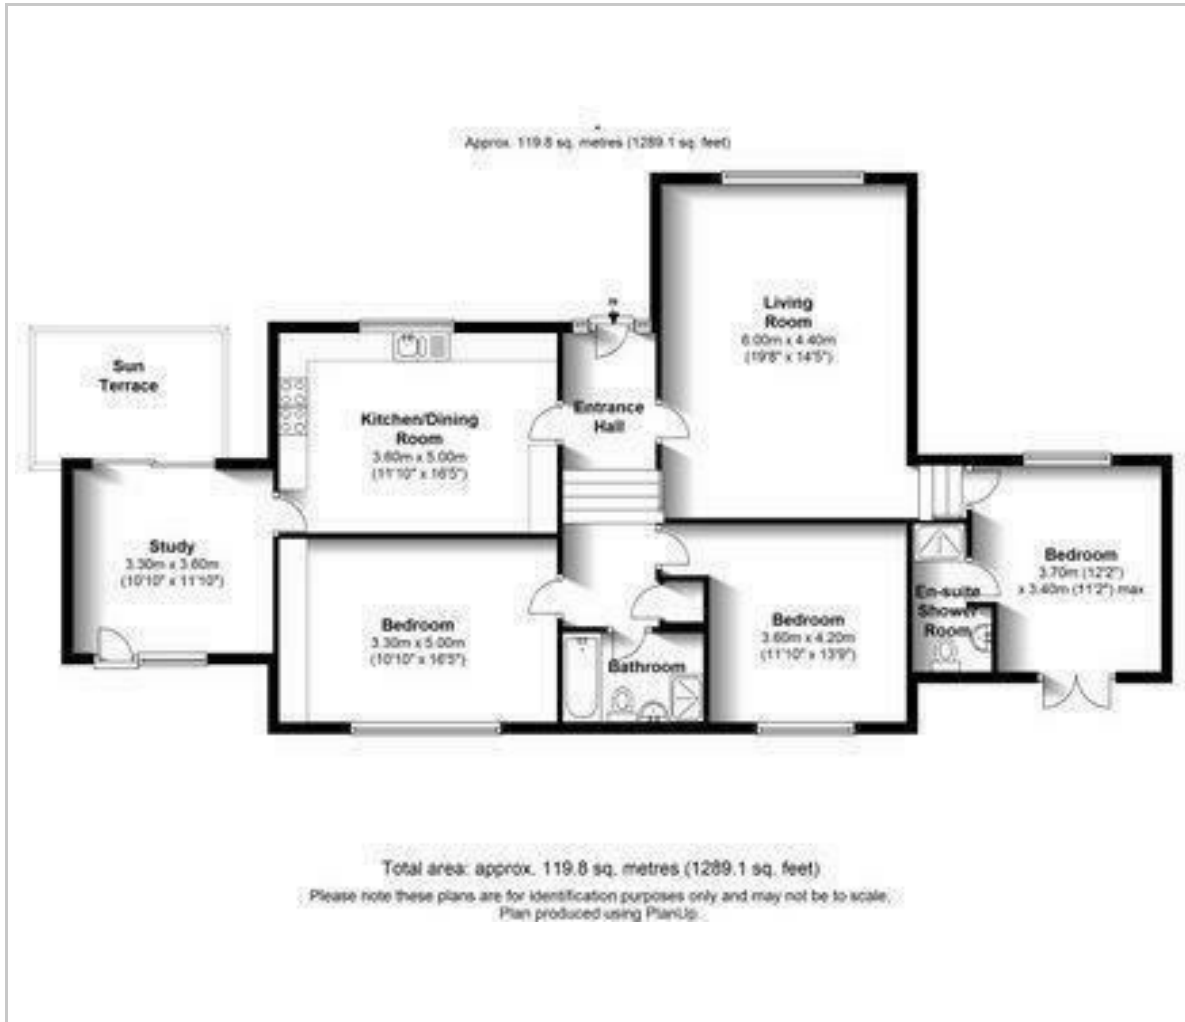 Approx. 119.8 sq. metres (1289.1 sq. feet)
Living
Room
6.00m x 4.40m
(19'8" x 14'5")
Sun
Terrace
Kitchen/Dining
Room
3.60m x 5.00m
(11'10" x 16'5")
Entrance
Hall
Study
3.30m x 3.60m
(10'10" x 11'10")
Bedroom
3.30m x 5.00m
(10'10" x 16'5")
Bathroom
Bedroom
3.60m x 4.20m
(11'10" x 13'9")
En-suite
Shower
Room
Bedroom
3.70m (12'2")
x 3.40m (11'2") max
Total area: approx. 119.8 sq. metres (1289.1 sq. feet)
Please note these plans are for identification purposes only and may not be to scale.
Plan produced using PlanUp.